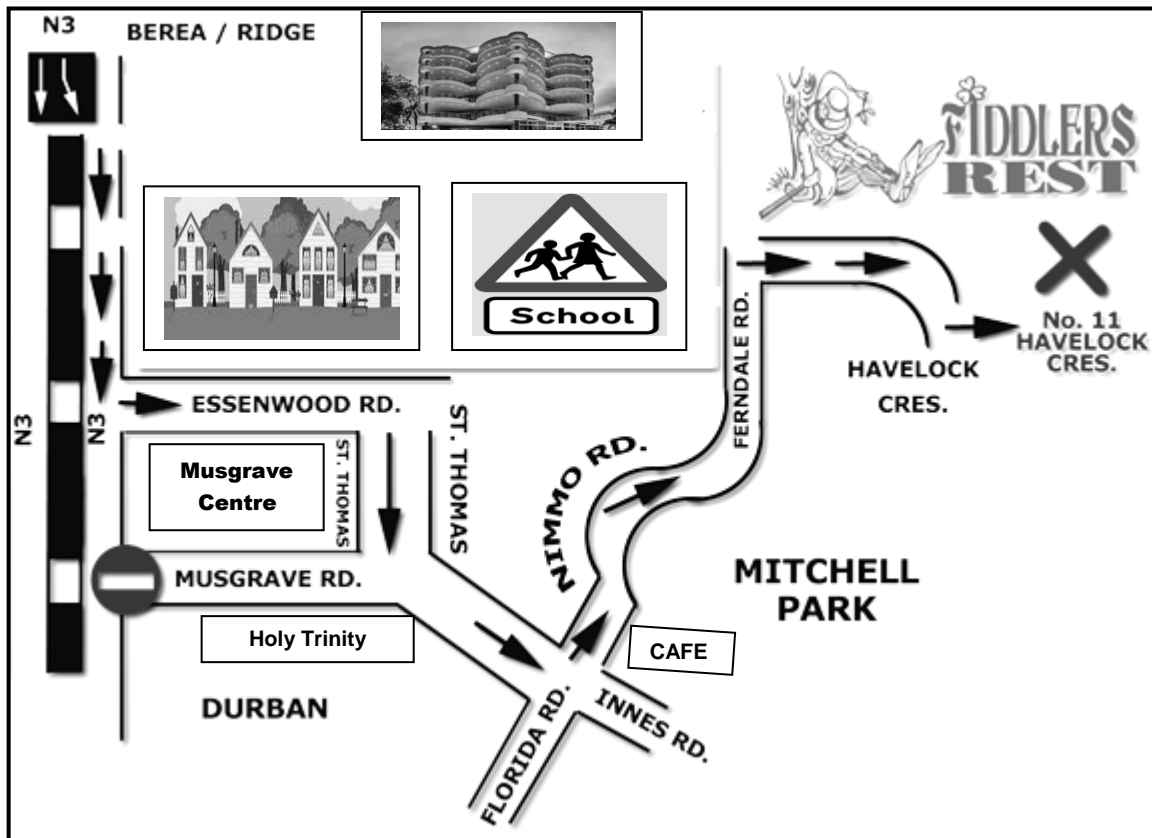 N3
BEREA / RIDGE
FIDDLERS
REST
School
No. 11
HAVELOCK
CRES.
HAVELOCK
CRES.
FERNDALE RD.
N3
N3
ESSENWOOD RD.
ST. THOMAS
ST. THOMAS
Musgrave
Centre
NIMMO RD.
MITCHELL
PARK
MUSGRAVE RD.
Holy Trinity
CAFE
DURBAN
FLORIDA RD.
INNES RD.